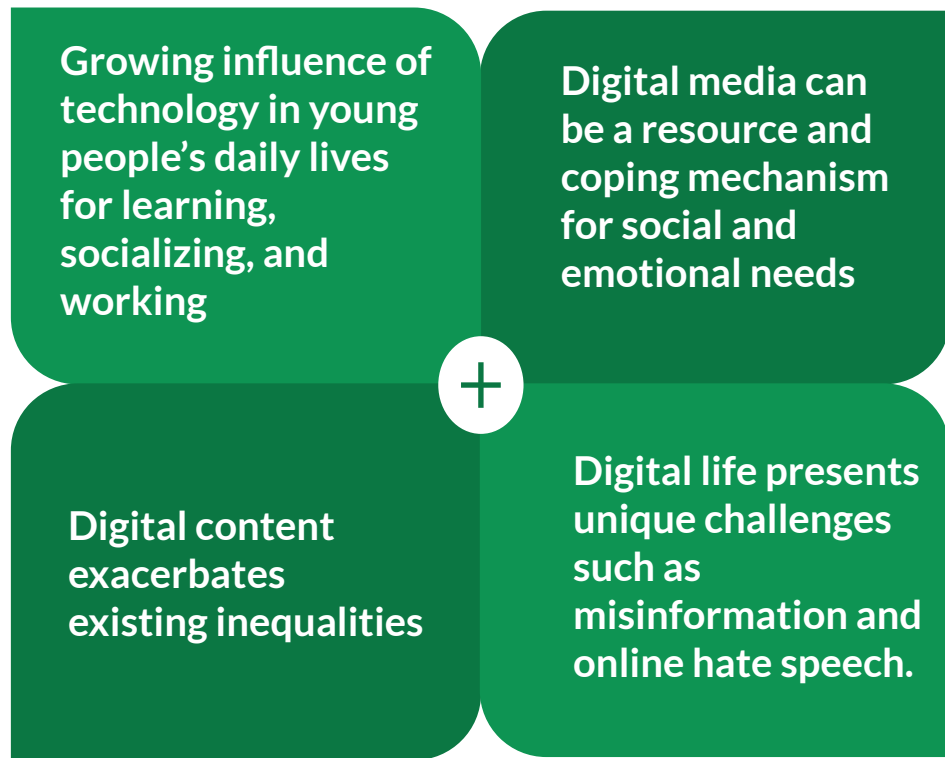 Growing influence of
technology in young
people’s daily lives
for learning,
socializing, and
working
Digital media can
be a resource and
coping mechanism
for social and
emotional needs
+
Digital content
exacerbates
existing inequalities
Digital life presents
unique challenges
such as
misinformation and
online hate speech.